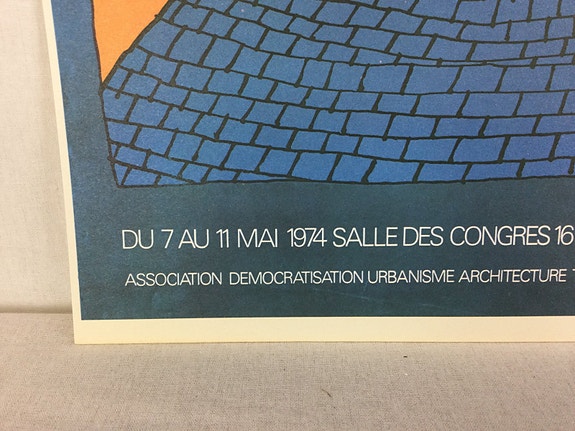 DU 7 AU 11 MAI 1974 SALLE DES CONGRES 16
ASSOCIATION DEMOCRATISATION URBANISME ARCHITECTURE